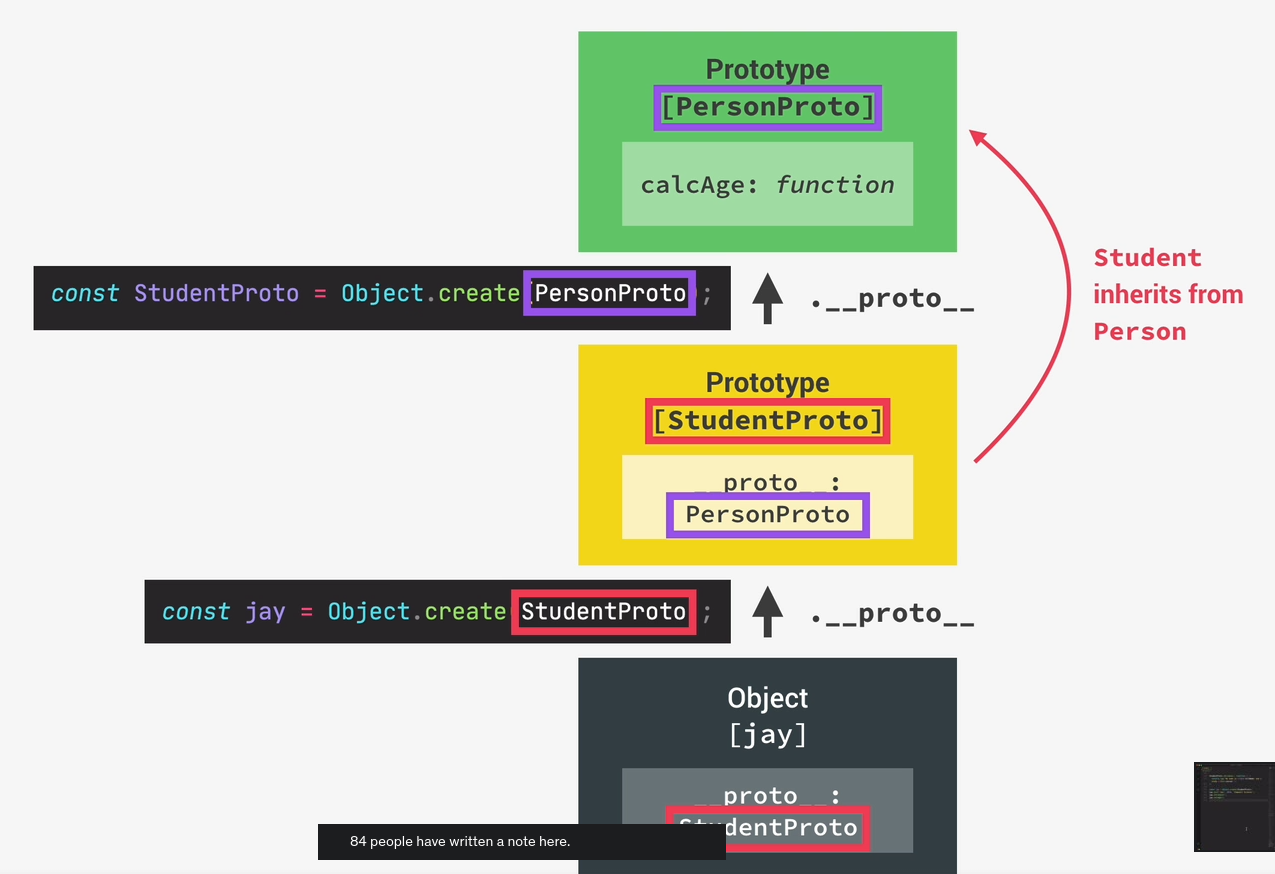 Prototype
[PersonProto]
calcAge: function
const StudentProto = Object.create(PersonProto);
.__proto__
Student
inherits from
Person
Prototype
[StudentProto]
__proto__:
PersonProto
const jay = Object.create(StudentProto);
.__proto__
Object
[jay]
__proto__:
StudentProto
84 people have written a note here.